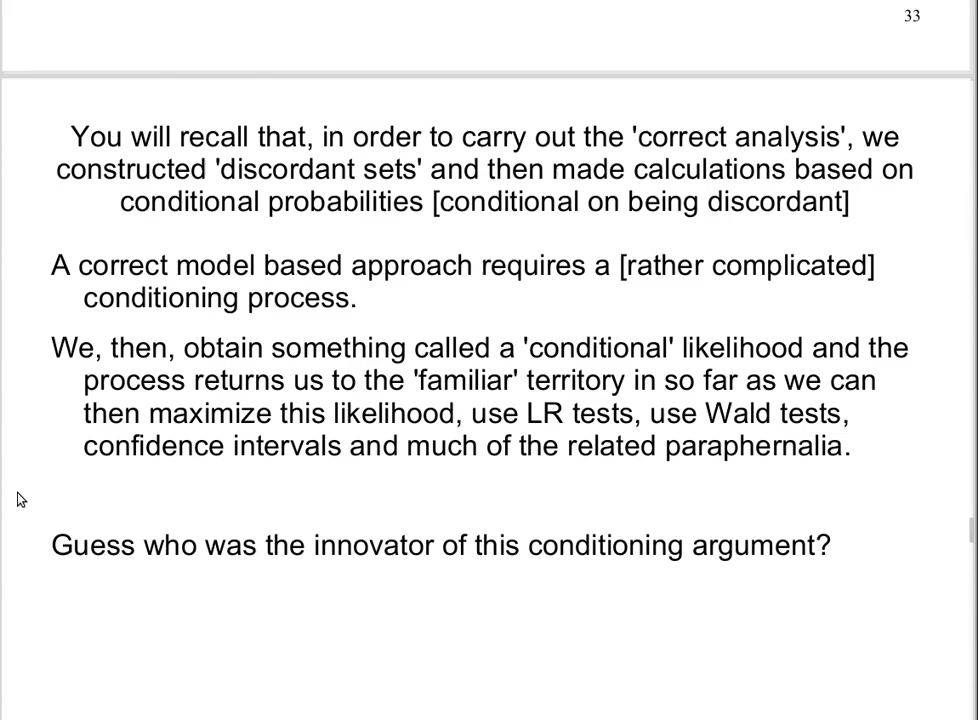 33
You will recall that, in order to carry out the 'correct analysis', we
constructed 'discordant sets' and then made calculations based on
conditional probabilities [conditional on being discordant]
A correct model based approach requires a [rather complicated]
conditioning process.
We, then, obtain something called a 'conditional' likelihood and the
process returns us to the 'familiar' territory in so far as we can
then maximize this likelihood, use LR tests, use Wald tests,
confidence intervals and much of the related paraphernalia.
Guess who was the innovator of this conditioning argument?